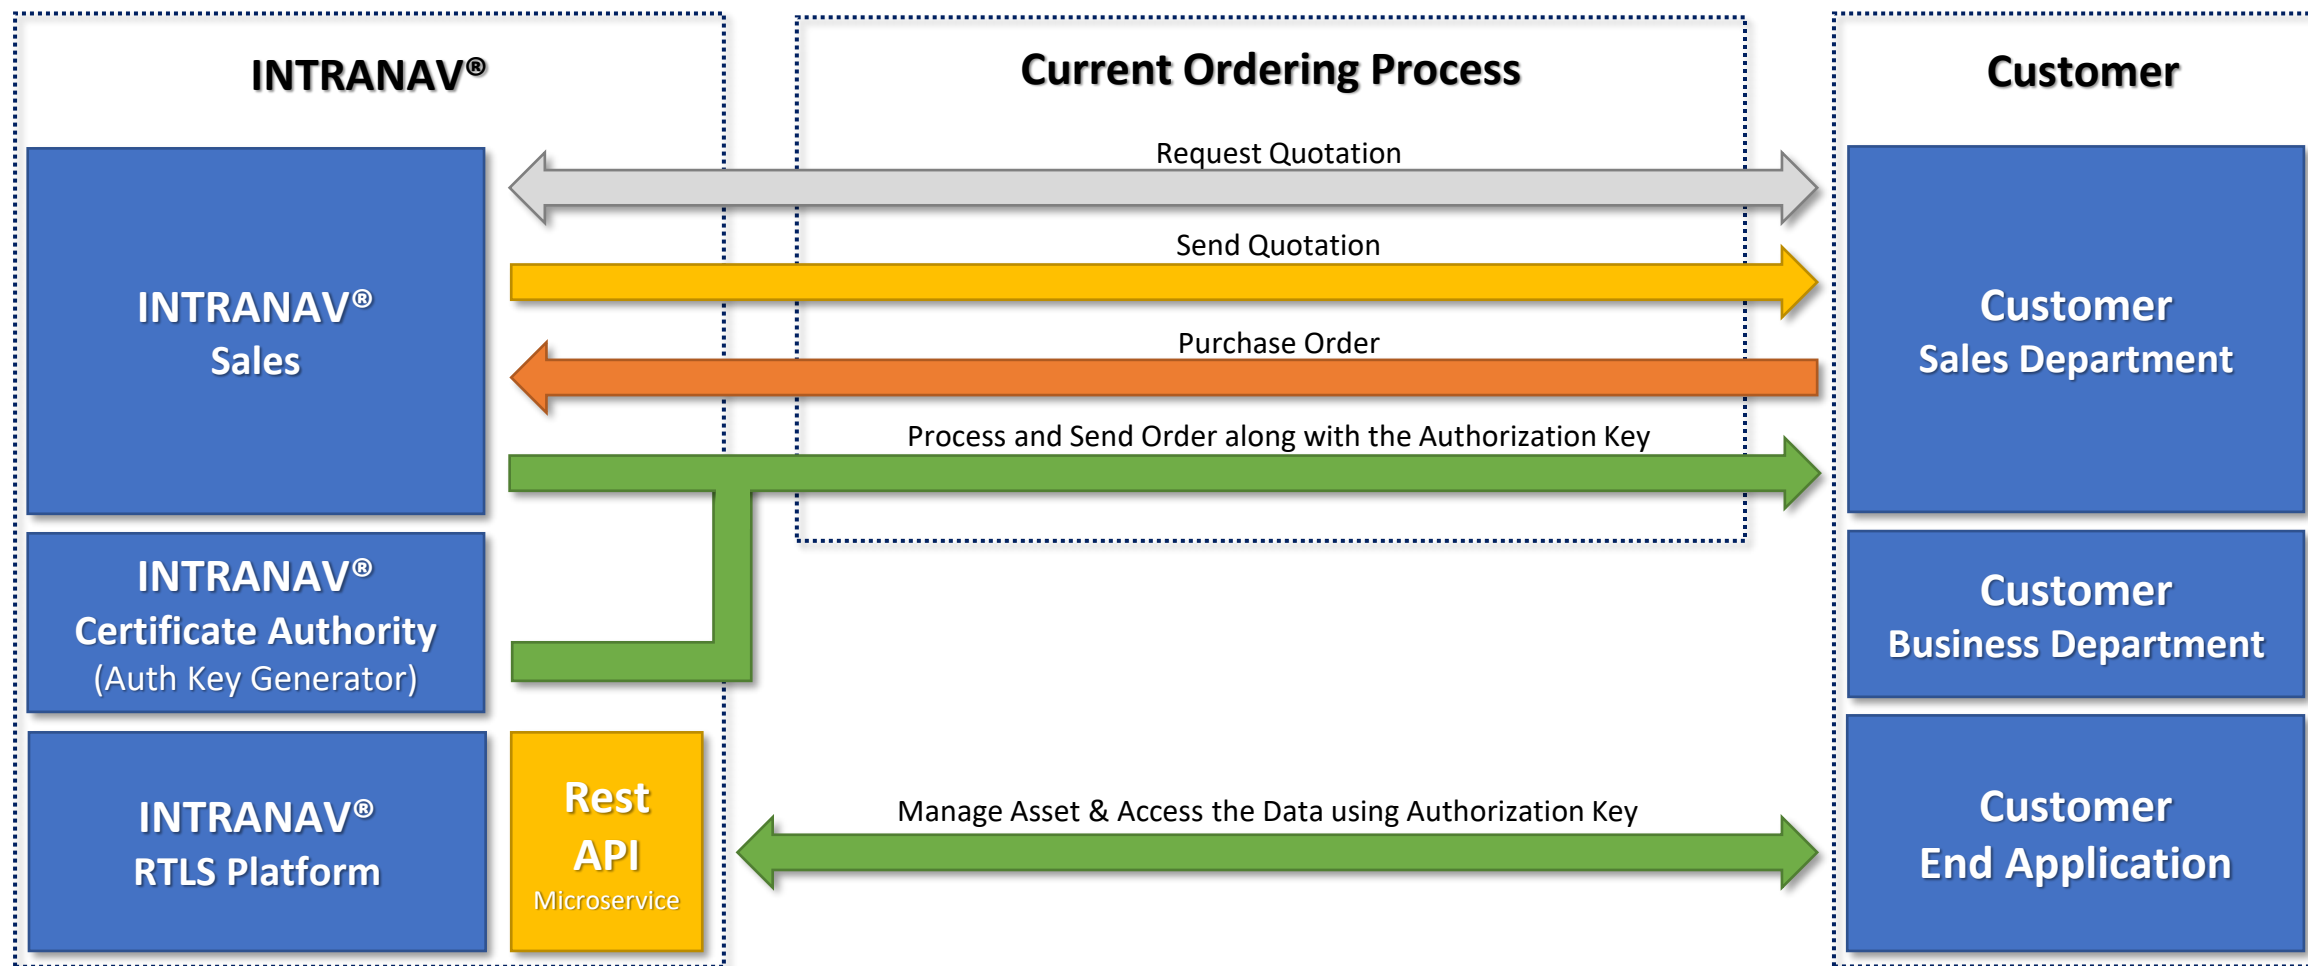 INTRANAV®
Current Ordering Process
Customer
Request Quotation
Send Quotation
Purchase Order
Process and Send Order along with the Authorization Key
INTRANAV®
Sales
Customer
Sales Department
INTRANAV®
Certificate Authority
(Auth Key Generator)
Customer
Business Department
INTRANAV®
RTLS Platform
Rest
API
Microservice
Manage Asset & Access the Data using Authorization Key
Customer
End Application